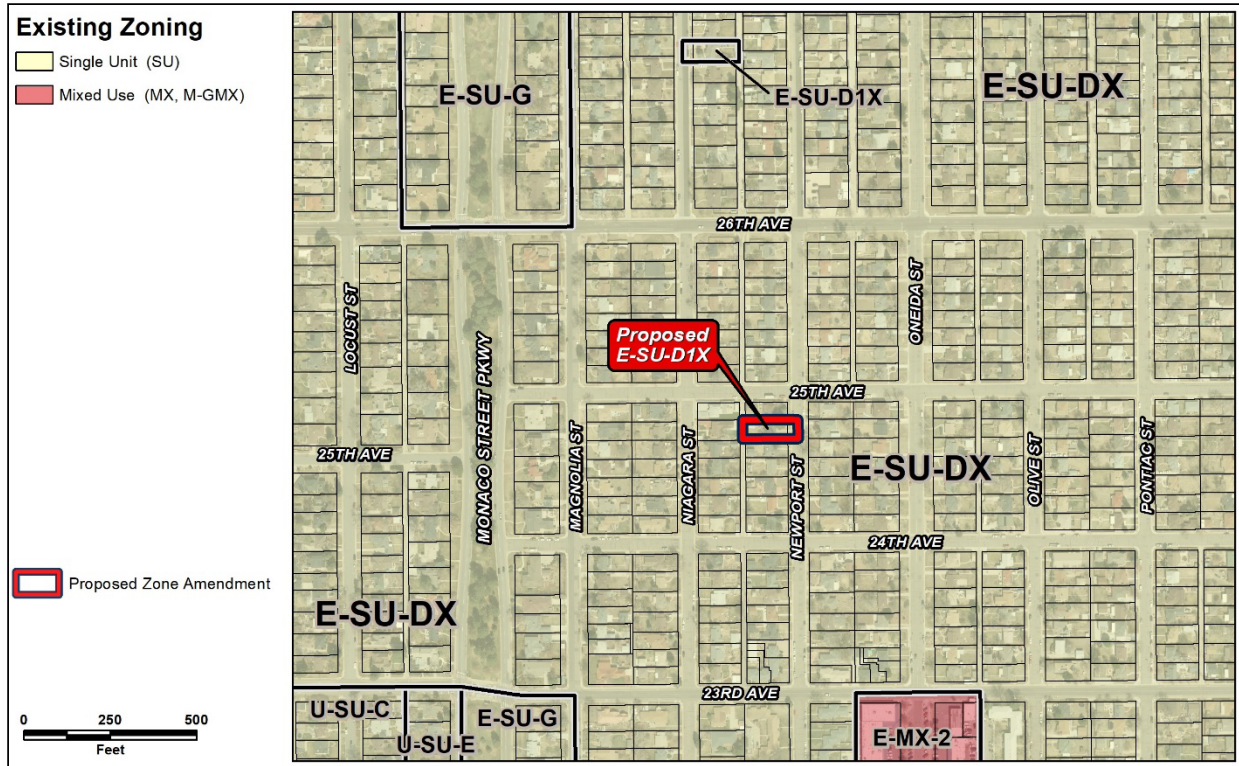 Existing Zoning
Single Unit (SU)
Mixed Use (MX, M-GMX)
Proposed Zone Amendment
0 250 500
Feet
E-SU-G
E-SU-D1X
E-SU-DX
26TH AVE
LOCUST ST
ONEIDA ST
MONACO STREET PKWY
Proposed
E-SU-D1X
25TH AVE
25TH AVE
MAGNOLIA ST
NIAGARA ST
NEWPORT ST
E-SU-DX
OLIVE ST
PONTIAC ST
24TH AVE
E-SU-DX
23RD AVE
U-SU-C
U-SU-E
E-SU-G
E-MX-2